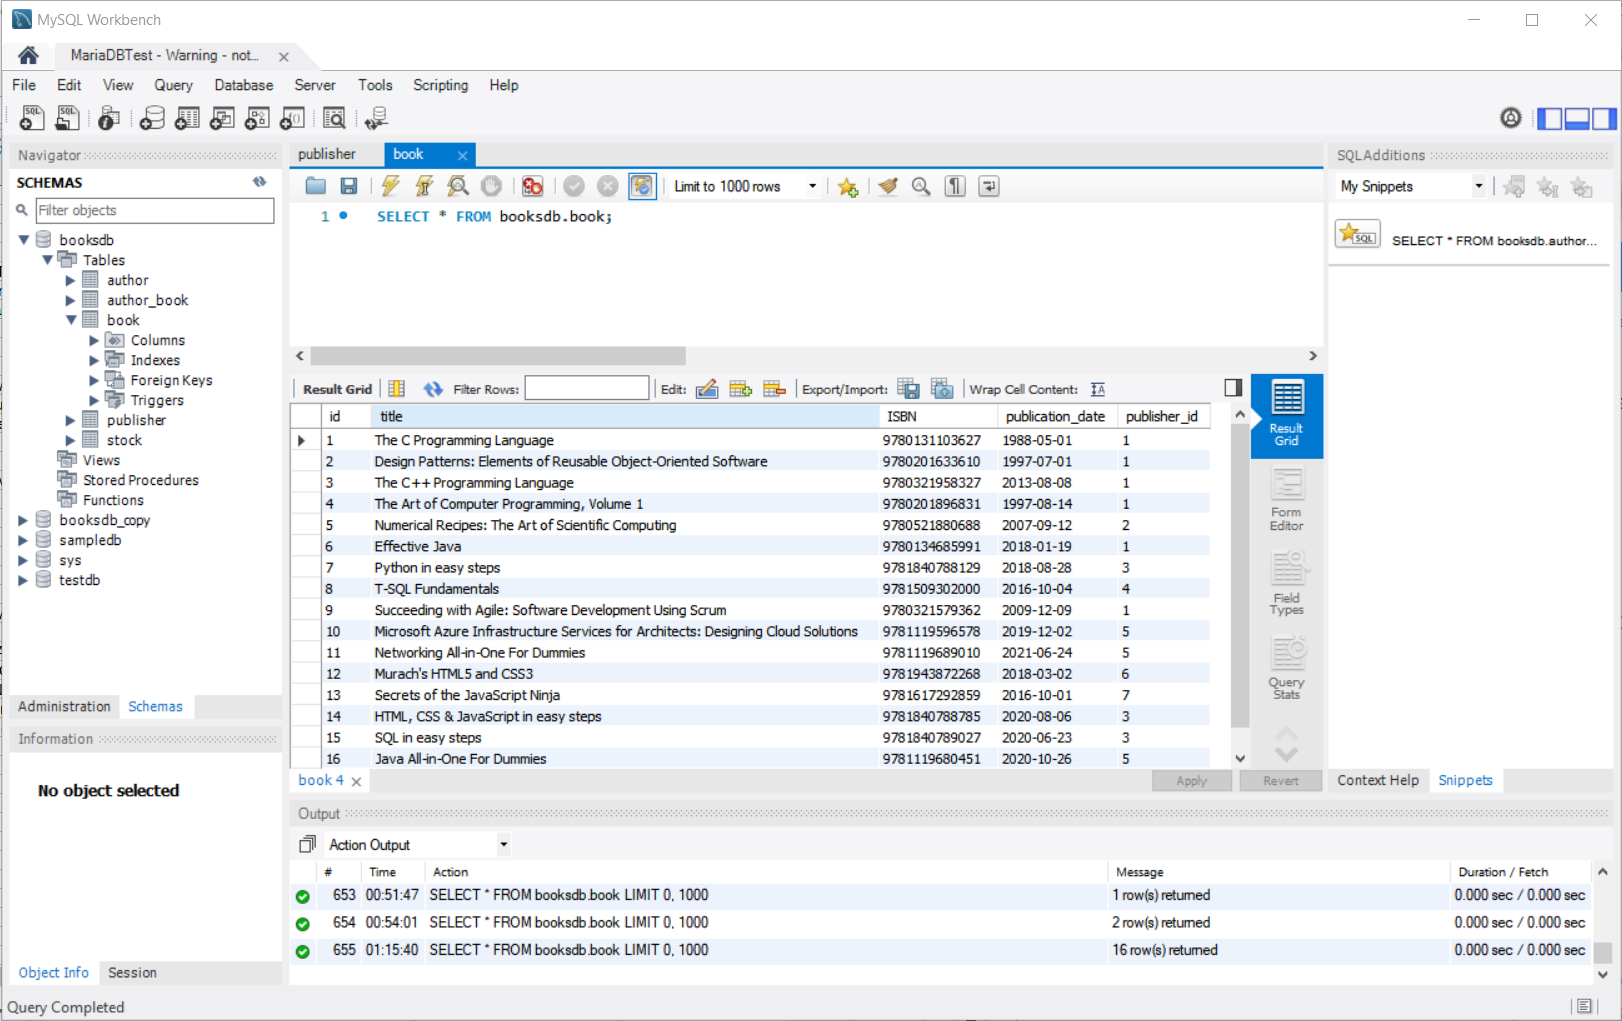 MySQL Workbench
MariaDBTest - Warning - not...
File Edit View Query Database Server Tools Scripting Help
Navigator
SCHEMAS
Filter objects
booksdb
Tables
author
author_book
book
Columns
Indexes
Foreign Keys
Triggers
publisher
stock
Views
Stored Procedures
Functions
booksdb_copy
sampledb
sys
testdb
Administration Schemas
Information
No object selected
Object Info Session
publisher book
Limit to 1000 rows
1 SELECT * FROM booksdb.book;
Result Grid Filter Rows: Edit: Export/Import: Wrap Cell Content:
id title ISBN publication_date publisher_id
1 The C Programming Language 9780131103627 1988-05-01 1
2 Design Patterns: Elements of Reusable Object-Oriented Software 9780201633610 1997-07-01 1
3 The C++ Programming Language 9780321958327 2013-08-08 1
4 The Art of Computer Programming, Volume 1 9780201896831 1997-08-14 1
5 Numerical Recipes: The Art of Scientific Computing 9780521880688 2007-09-12 2
6 Effective Java 9780134685991 2018-01-19 1
7 Python in easy steps 9781840788129 2018-08-28 3
8 T-SQL Fundamentals 9781509302000 2016-10-04 4
9 Succeeding with Agile: Software Development Using Scrum 9780321579362 2009-12-09 1
10 Microsoft Azure Infrastructure Services for Architects: Designing Cloud Solutions 9781119596578 2019-12-02 5
11 Networking All-in-One For Dummies 9781119689010 2021-06-24 5
12 Murach's HTML5 and CSS3 9781943872268 2018-03-02 6
13 Secrets of the JavaScript Ninja 9781617292859 2016-10-01 7
14 HTML, CSS & JavaScript in easy steps 9781840788785 2020-08-06 3
15 SQL in easy steps 9781840789027 2020-06-23 3
16 Java All-in-One For Dummies 9781119680451 2020-10-26 5
Result
Grid
Form
Editor
Field
Types
Query
Stats
book 4 Apply Revert
SQLAdditions
My Snippets
SQL SELECT * FROM booksdb.author...
Context Help Snippets
Output
Action Output
# Time Action Message Duration / Fetch
653 00:51:47 SELECT * FROM booksdb.book LIMIT 0, 1000 1 row(s) returned 0.000 sec / 0.000 sec
654 00:54:01 SELECT * FROM booksdb.book LIMIT 0, 1000 2 row(s) returned 0.000 sec / 0.000 sec
655 01:15:40 SELECT * FROM booksdb.book LIMIT 0, 1000 16 row(s) returned 0.000 sec / 0.000 sec
Query Completed